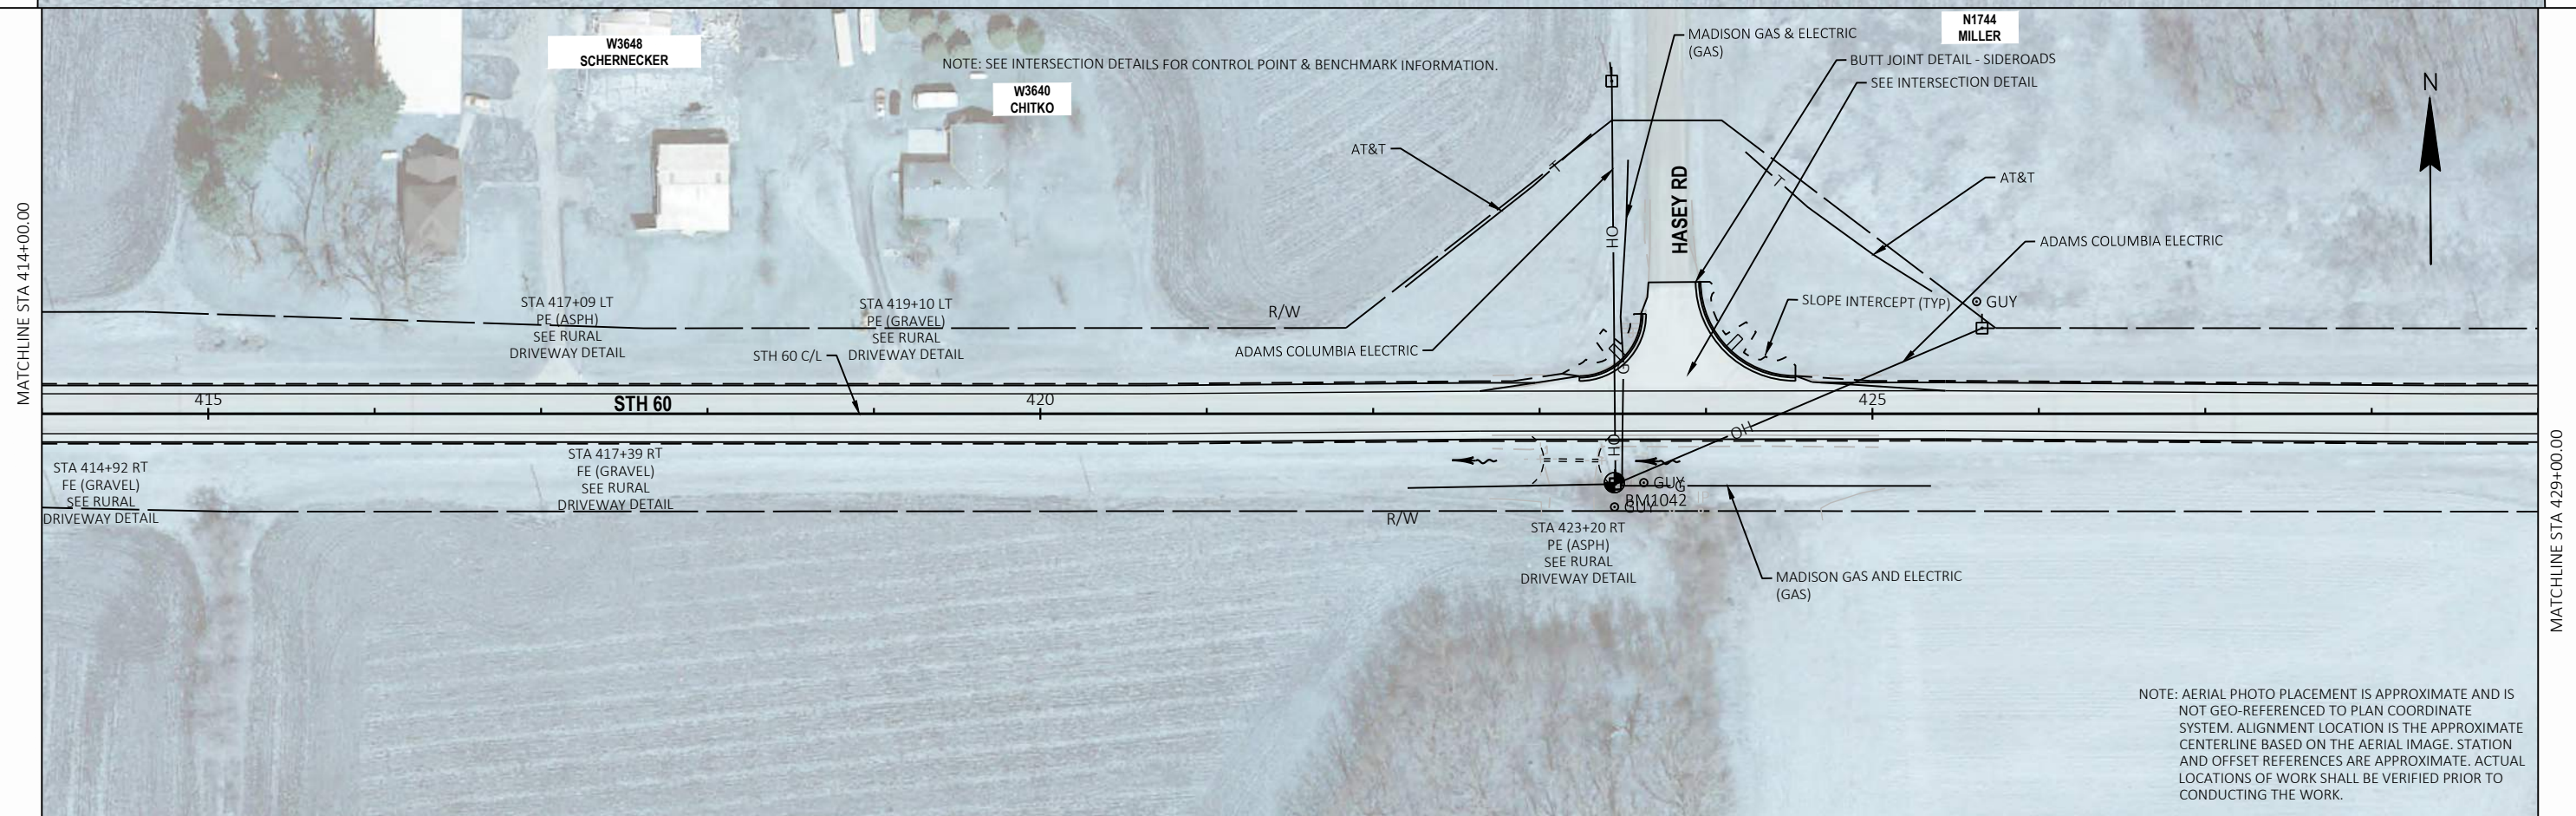 W3648
SCHERNECKER
NOTE: SEE INTERSECTION DETAILS FOR CONTROL POINT & BENCHMARK INFORMATION.
W3640
CHITKO
MADISON GAS & ELECTRIC
(GAS)
N1744
MILLER
BUTT JOINT DETAIL - SIDEROADS
SEE INTERSECTION DETAIL
N
AT&T
T
T
AT&T
HASEY RD
OH
ADAMS COLUMBIA ELECTRIC
MATCHLINE STA 414+00.00
STA 417+09 LT
PE (ASPH)
SEE RURAL
DRIVEWAY DETAIL
STA 419+10 LT
PE (GRAVEL)
SEE RURAL
DRIVEWAY DETAIL
R/W
SLOPE INTERCEPT (TYP)
GUY
STH 60 C/L
ADAMS COLUMBIA ELECTRIC
G
415
STH 60
420
425
OH
OH
STA 414+92 RT
FE (GRAVEL)
SEE RURAL
DRIVEWAY DETAIL
STA 417+39 RT
FE (GRAVEL)
SEE RURAL
DRIVEWAY DETAIL
GUY
G
BM1042
GUY
R/W
STA 423+20 RT
PE (ASPH)
SEE RURAL
DRIVEWAY DETAIL
MADISON GAS AND ELECTRIC
(GAS)
MATCHLINE STA 429+00.00
NOTE: AERIAL PHOTO PLACEMENT IS APPROXIMATE AND IS
NOT GEO-REFERENCED TO PLAN COORDINATE
SYSTEM. ALIGNMENT LOCATION IS THE APPROXIMATE
CENTERLINE BASED ON THE AERIAL IMAGE. STATION
AND OFFSET REFERENCES ARE APPROXIMATE. ACTUAL
LOCATIONS OF WORK SHALL BE VERIFIED PRIOR TO
CONDUCTING THE WORK.